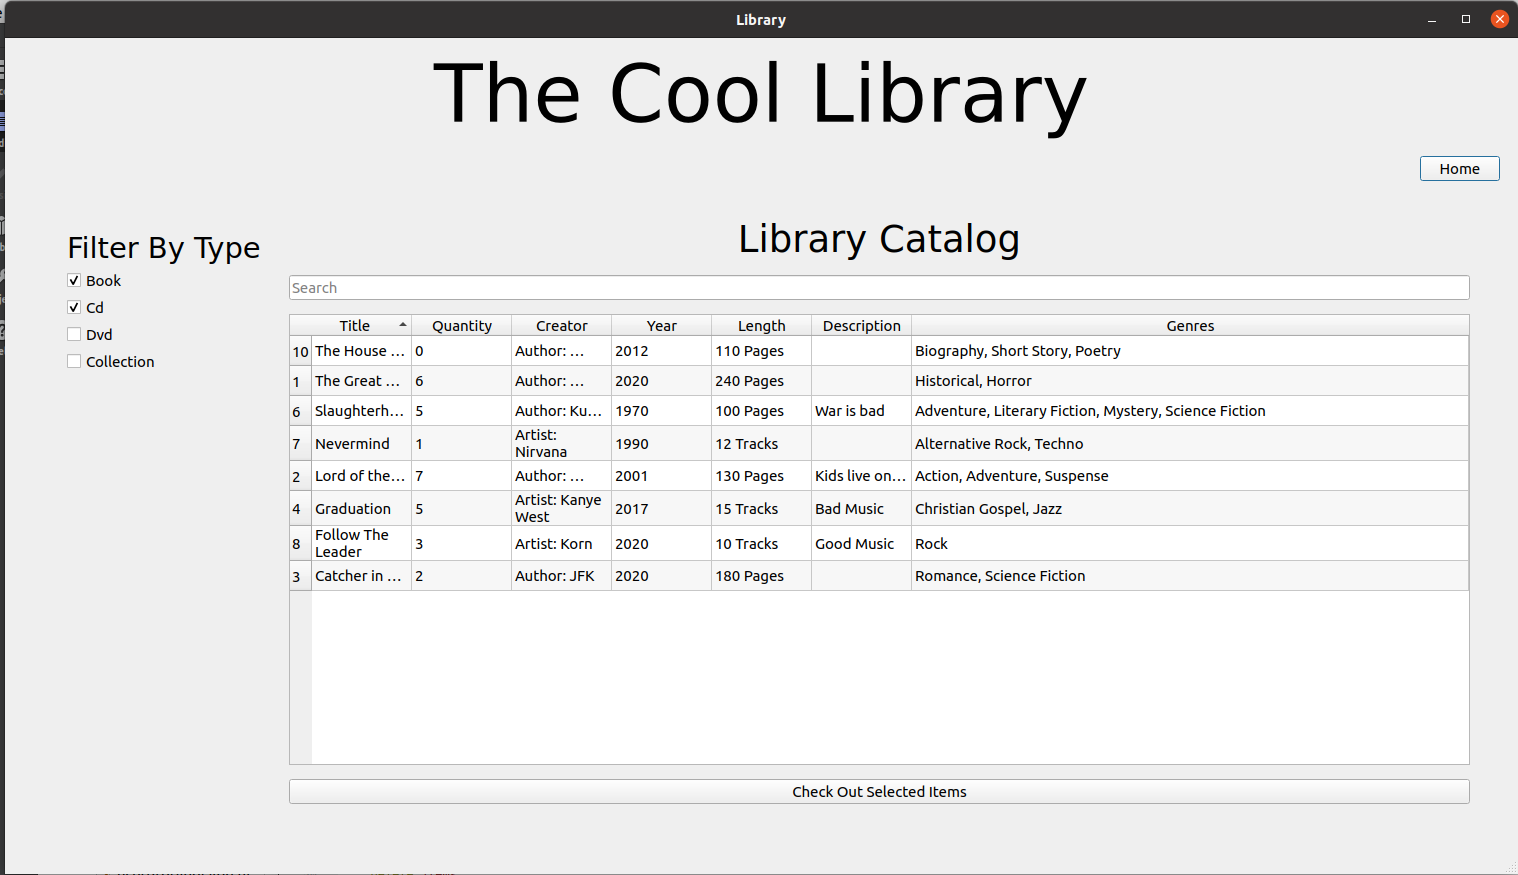 Library
The Cool Library
Home
Filter By Type
Book
Cd
Dvd
Collection
Library Catalog
Search
Title Quantity Creator Year Length Description Genres
10 The House ... 0 Author: ... 2012 110 Pages Biography, Short Story, Poetry
1 The Great ... 6 Author: ... 2020 240 Pages Historical, Horror
6 Slaughterh... 5 Author: Ku... 1970 100 Pages War is bad Adventure, Literary Fiction, Mystery, Science Fiction
7 Nevermind 1 Artist: Nirvana 1990 12 Tracks Alternative Rock, Techno
2 Lord of the... 7 Author: ... 2001 130 Pages Kids live on... Action, Adventure, Suspense
4 Graduation 5 Artist: Kanye West 2017 15 Tracks Bad Music Christian Gospel, Jazz
8 Follow The Leader 3 Artist: Korn 2020 10 Tracks Good Music Rock
3 Catcher in ... 2 Author: JFK 2020 180 Pages Romance, Science Fiction
Check Out Selected Items